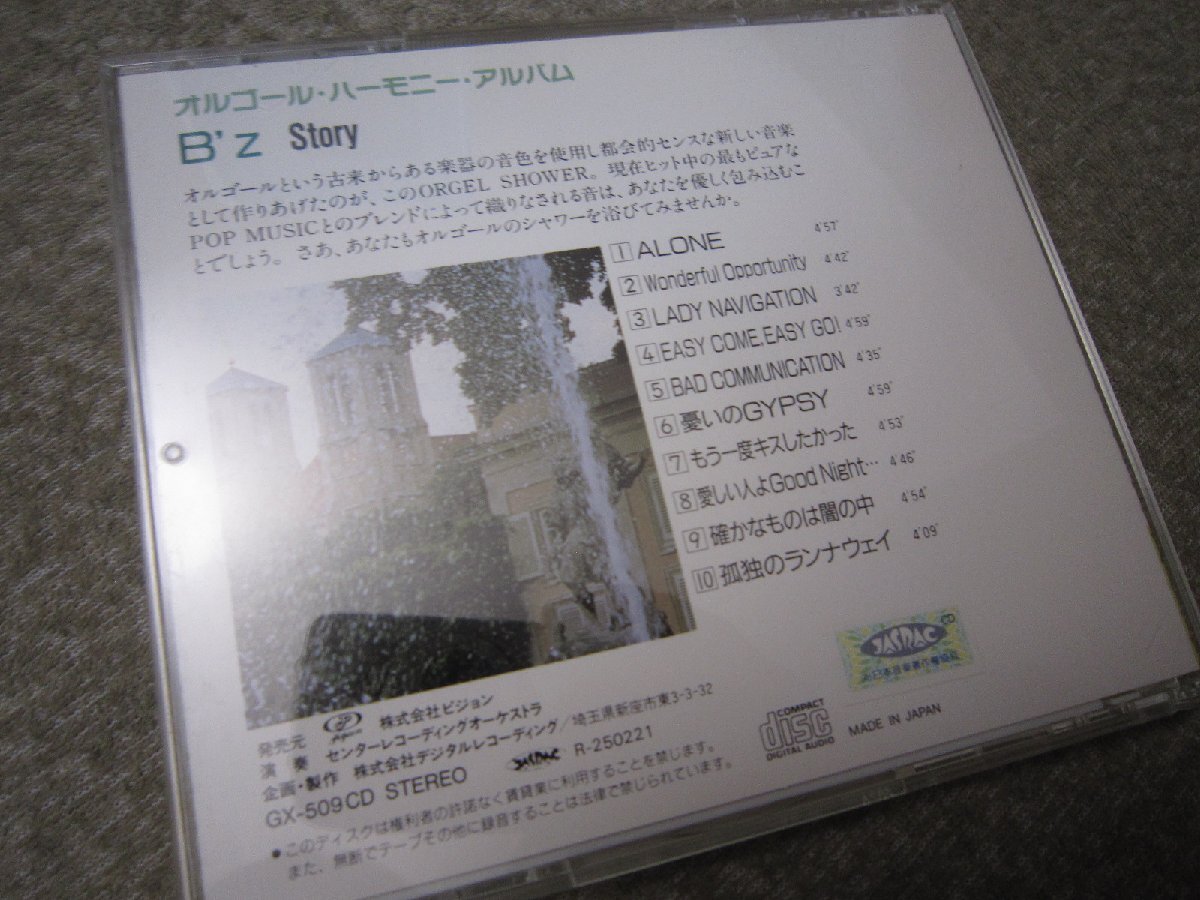 オルゴール・ハーモニー・アルバム
B'z Story
オルゴールという古来からある楽器の音色を使用し都会的センスな新しい音楽
として作りあげたのが、このORGEL SHOWER。現在ヒット中の最もピュアな
POP MUSICとのブレンドによって織りなされる音は、あなたを優しく包み込むこ
とでしょう。さあ、あなたもオルゴールのシャワーを浴びてみませんか。
1 ALONE 4'57"
2 Wonderful Opportunity 4'42"
3 LADY NAVIGATION 3'42"
4 EASY COME, EASY GO! 4'59"
5 BAD COMMUNICATION 4'35"
6 憂いのGYPSY 4'59"
7 もう一度キスしたかった 4'53"
8 愛しい人よGood Night… 4'46"
9 確かなものは闇の中 4'54"
10 孤独のランナウェイ 4'09"
JASRAC
発売元 株式会社ビジョン
演奏 センターレコーディングオーケストラ
企画・製作 株式会社デジタルレコーディング/埼玉県新座市東3-3-32
GX-509CD STEREO JASRAC R-250221
COMPACT disc DIGITAL AUDIO
MADE IN JAPAN
●このディスクは権利者の許諾なく賃貸業に利用することを禁じます。
また、無断でテープその他に録音することは法律で禁じられています。